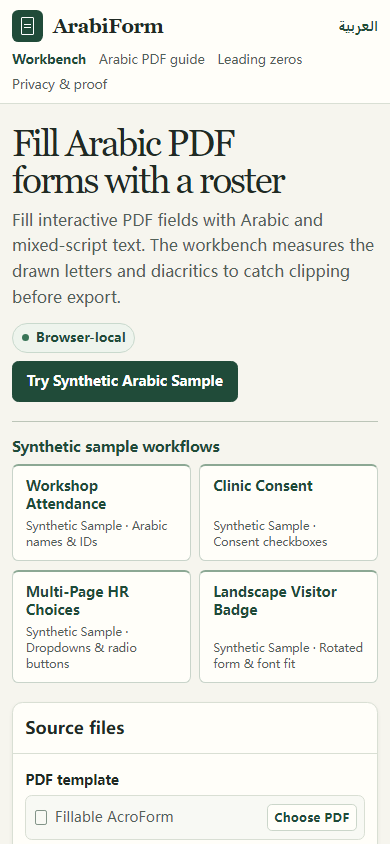 ArabiForm
العربية
Workbench Arabic PDF guide Leading zeros
Privacy & proof
Fill Arabic PDF
forms with a roster
Fill interactive PDF fields with Arabic and
mixed-script text. The workbench measures the
drawn letters and diacritics to catch clipping
before export.
Browser-local
Try Synthetic Arabic Sample
Synthetic sample workflows
Workshop
Attendance
Synthetic Sample · Arabic
names & IDs
Clinic Consent
Synthetic Sample ·
Consent checkboxes
Multi-Page HR
Choices
Synthetic Sample ·
Dropdowns & radio
buttons
Landscape Visitor
Badge
Synthetic Sample · Rotated
form & font fit
Source files
PDF template
Fillable AcroForm
Choose PDF